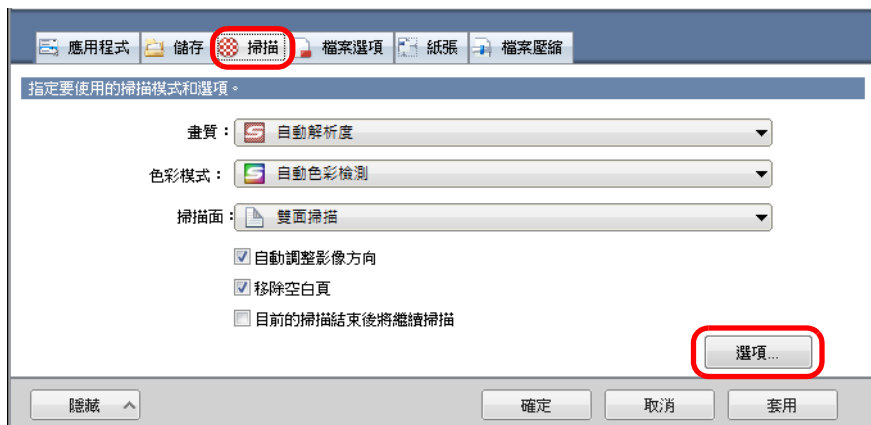 應用程式 儲存 掃描 檔案選項 紙張 檔案壓縮
指定要使用的掃描模式和選項。
畫質： 自動解析度
色彩模式： 自動色彩檢測
掃描面： 雙面掃描
自動調整影像方向
移除空白頁
目前的掃描結束後將繼續掃描
選項...
隱藏 確定 取消 套用